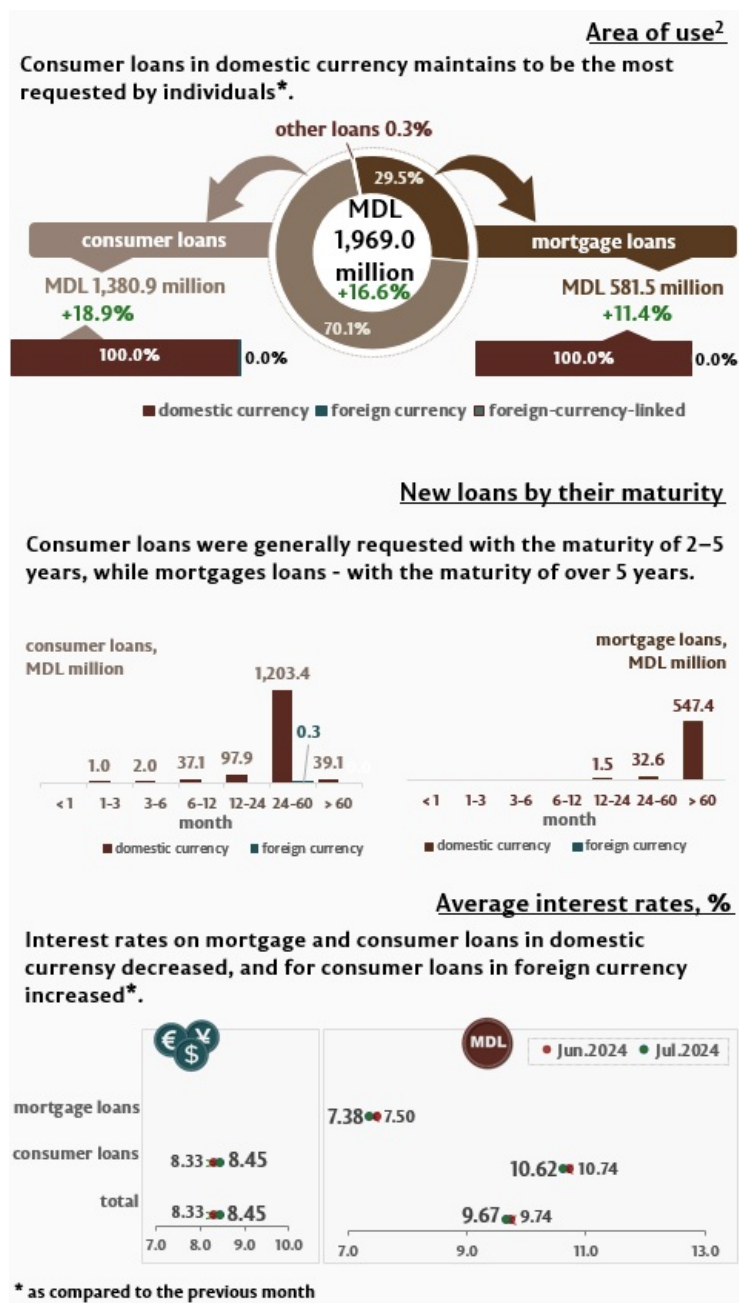 Area of use2
Consumer loans in domestic currency maintains to be the most
requested by individuals*.
other loans 0.3%
29.5%
MDL
1,969.0
million
+16.6%
70.1%
consumer loans
MDL 1,380.9 million
+18.9%
100.0%
0.0%
mortgage loans
MDL 581.5 million
+11.4%
100.0%
0.0%
domestic currency foreign currency foreign-currency-linked
New loans by their maturity
Consumer loans were generally requested with the maturity of 2–5
years, while mortgages loans - with the maturity of over 5 years.
consumer loans,
MDL million
1,203.4
0.3
1.0 2.0 37.1 97.9 39.1
< 1 1-3 3-6 6-12 12-24 24-60 > 60
month
domestic currency foreign currency
mortgage loans,
MDL million
547.4
1.5 32.6
< 1 1-3 3-6 6-12 12-24 24-60 > 60
month
domestic currency foreign currency
Average interest rates, %
Interest rates on mortgage and consumer loans in domestic
currensy decreased, and for consumer loans in foreign currency
increased*.
€ ¥ $
MDL
Jun.2024 Jul.2024
mortgage loans
7.38 7.50
consumer loans
8.33 8.45
10.62 10.74
total
8.33 8.45
9.67 9.74
7.0 8.0 9.0 10.0
7.0 9.0 11.0 13.0
* as compared to the previous month